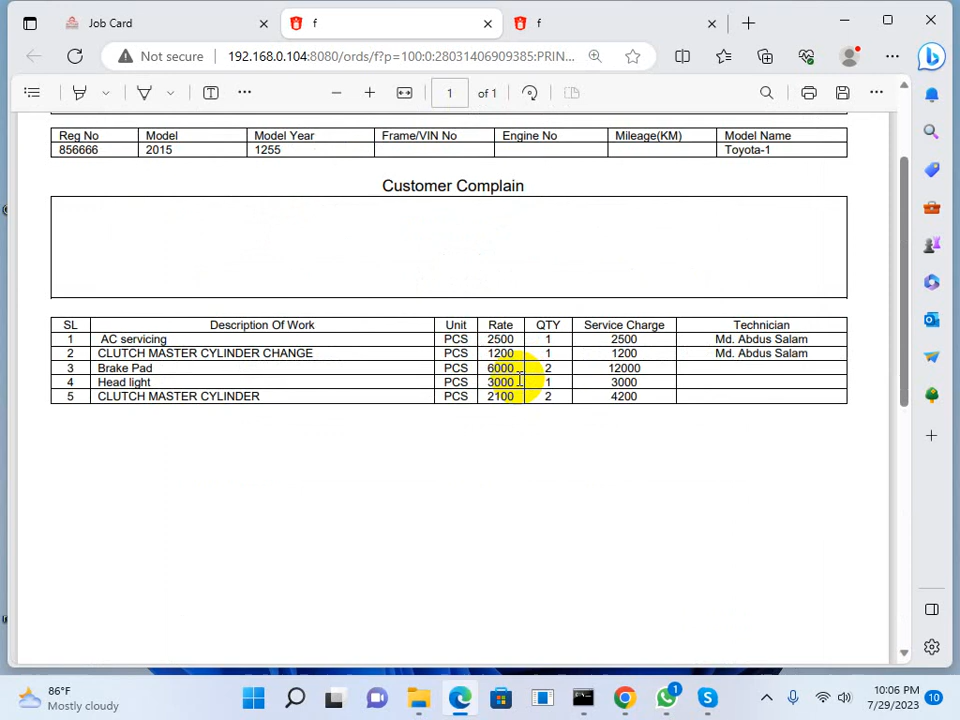 Job Card
f
f
Not secure
192.168.0.104:8080/ords/f?p=100:0:28031406909385:PRIN...
1 of 1
Reg No Model Model Year Frame/VIN No Engine No Mileage(KM) Model Name
856666 2015 1255 Toyota-1
Customer Complain
SL Description Of Work Unit Rate QTY Service Charge Technician
1 AC servicing PCS 2500 1 2500 Md. Abdus Salam
2 CLUTCH MASTER CYLINDER CHANGE PCS 1200 1 1200 Md. Abdus Salam
3 Brake Pad PCS 6000 2 12000
4 Head light PCS 3000 1 3000
5 CLUTCH MASTER CYLINDER PCS 2100 2 4200
86°F
Mostly cloudy
1
10:06 PM
7/29/2023
10